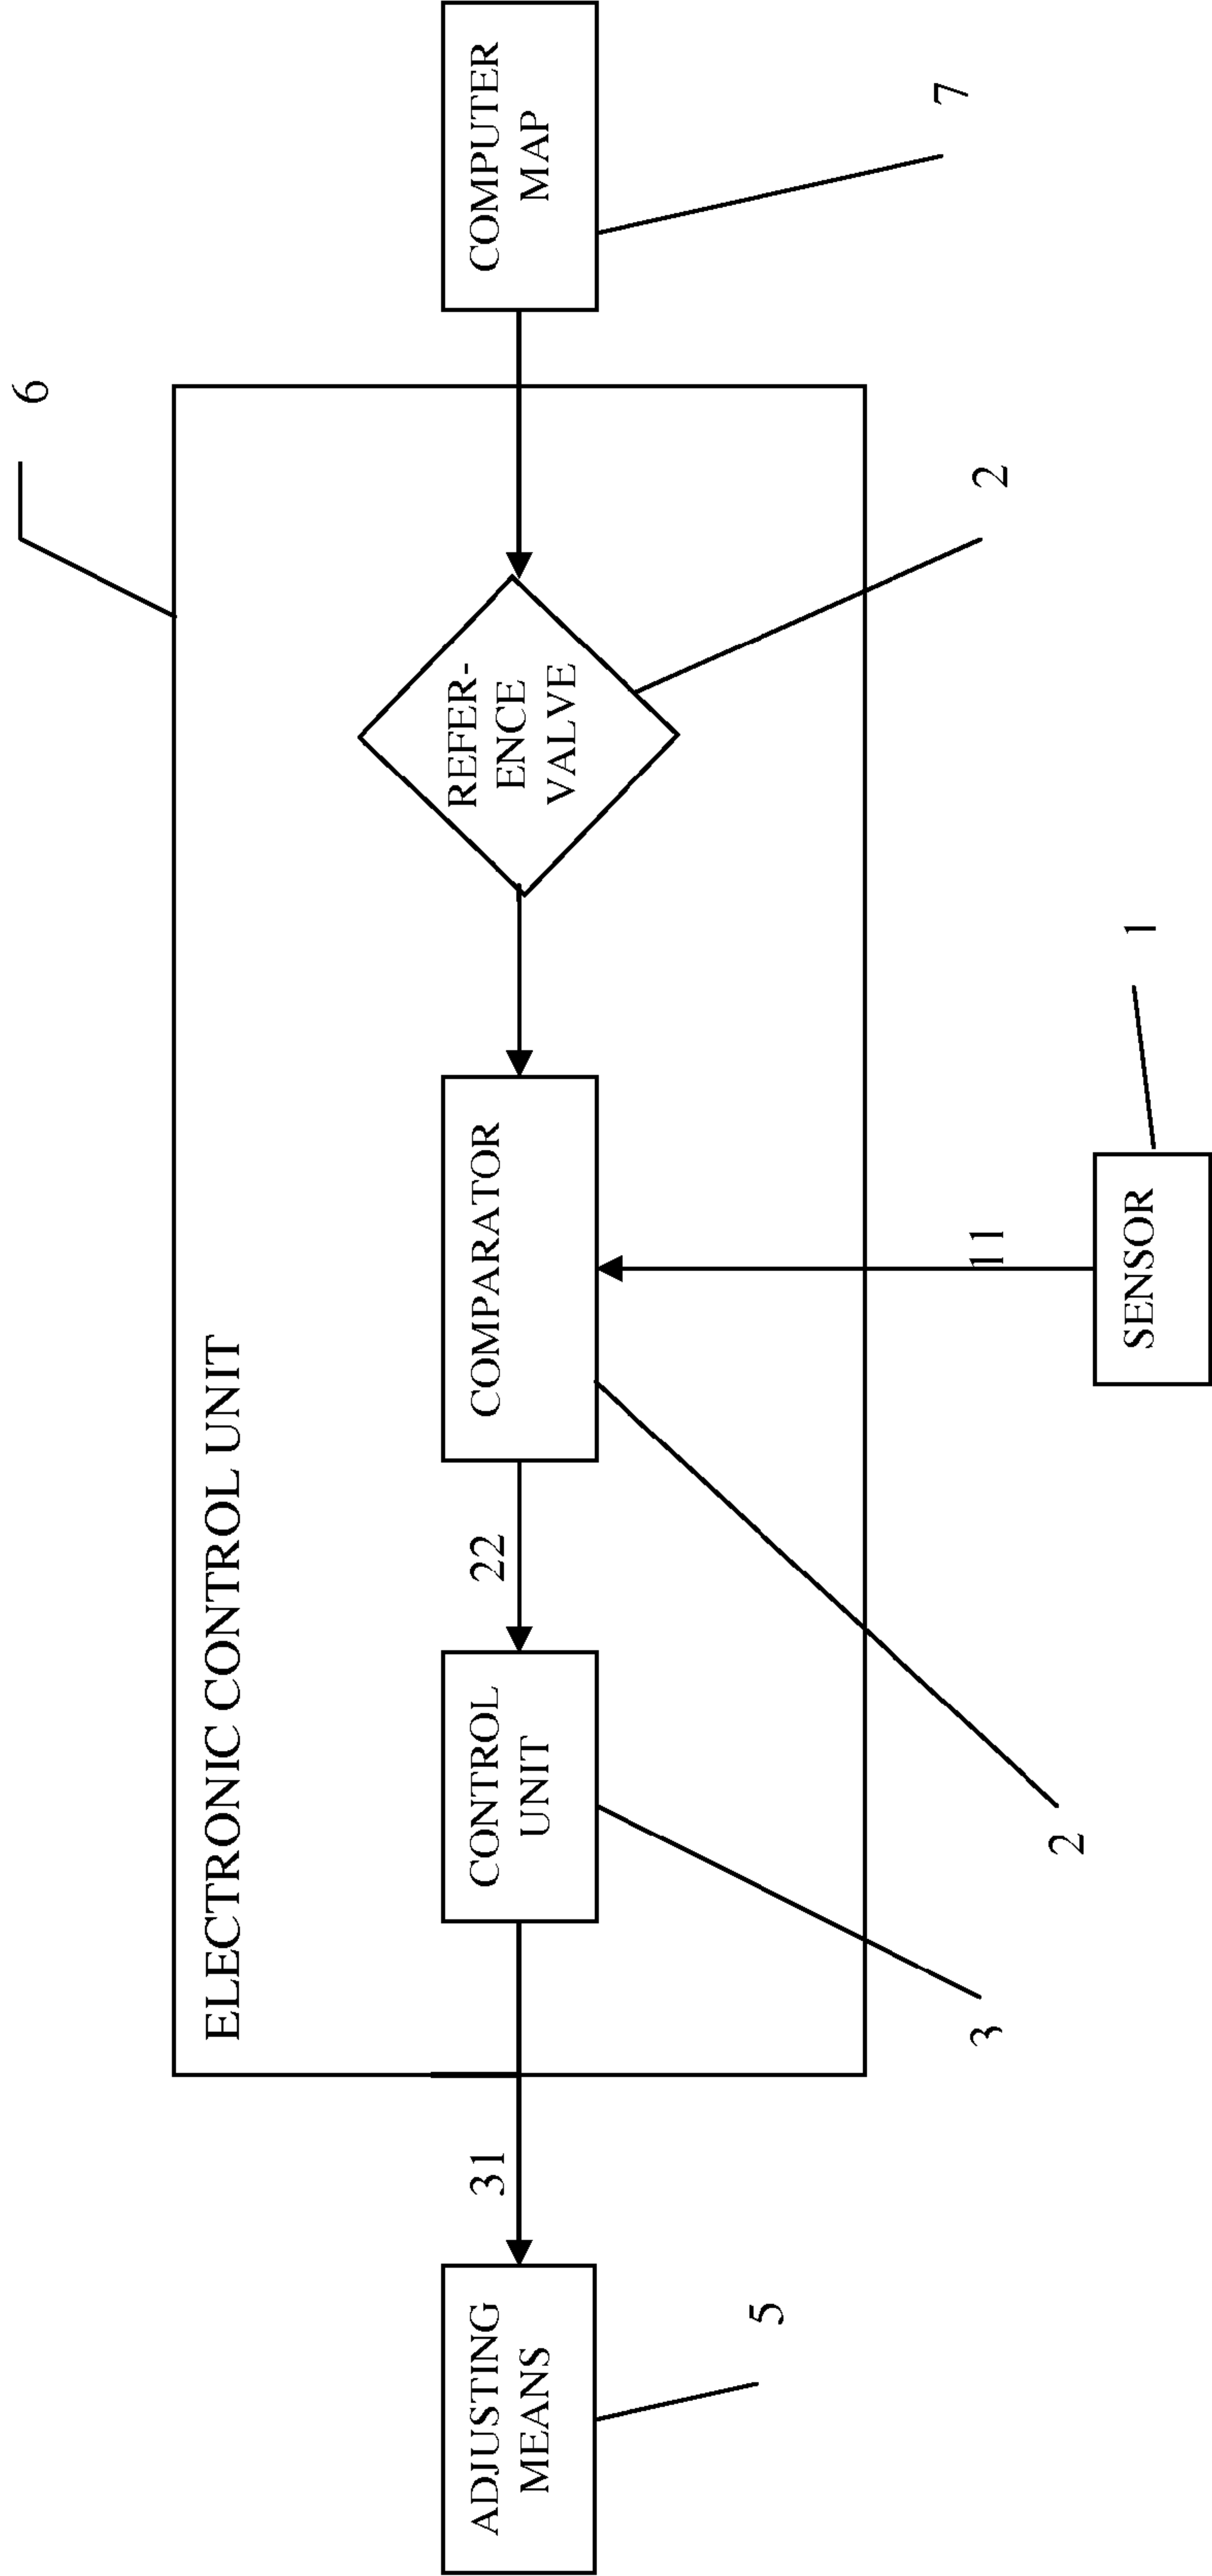 6
ELECTRONIC CONTROL UNIT
ADJUSTING
MEANS
31
CONTROL
UNIT
22
COMPARATOR
REFER-
ENCE
VALVE
COMPUTER
MAP
5
3
2
11
2
7
SENSOR
1